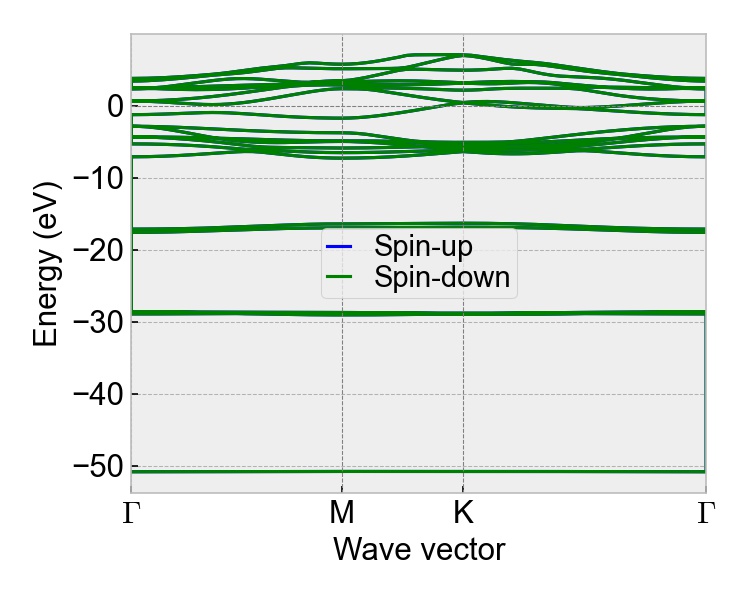 0
−10
−20
−30
−40
−50
Energy (eV)
Spin-up
Spin-down
Γ M K Γ
Wave vector